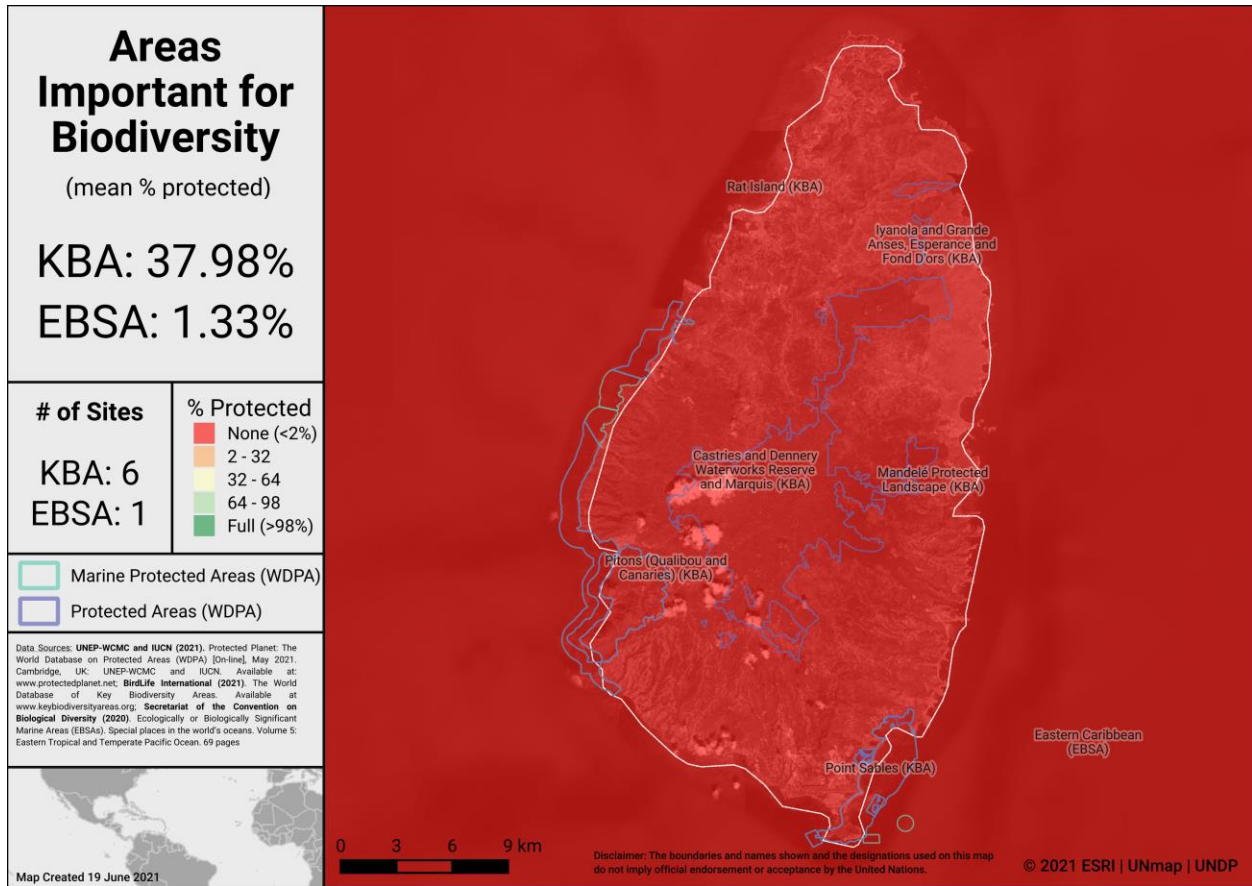 Areas
Important for
Biodiversity
(mean % protected)
KBA: 37.98%
EBSA: 1.33%
# of Sites
KBA: 6
EBSA: 1
% Protected
None (<2%)
2 - 32
32 - 64
64 - 98
Full (>98%)
Marine Protected Areas (WDPA)
Protected Areas (WDPA)
Data Sources: UNEP-WCMC and IUCN (2021). Protected Planet: The
World Database on Protected Areas (WDPA) [On-line], May 2021.
Cambridge, UK: UNEP-WCMC and IUCN. Available at:
www.protectedplanet.net; BirdLife International (2021). The World
Database of Key Biodiversity Areas. Available at
www.keybiodiversityareas.org; Secretariat of the Convention on
Biological Diversity (2020). Ecologically or Biologically Significant
Marine Areas (EBSAs). Special places in the world's oceans. Volume 5:
Eastern Tropical and Temperate Pacific Ocean. 69 pages
Map Created 19 June 2021
Rat Island (KBA)
Iyanola and Grande
Anses, Esperance and
Fond D'ors (KBA)
Castries and Dennery
Waterworks Reserve
and Marquis (KBA)
Mandelé Protected
Landscape (KBA)
Pitons (Qualibou and
Canaries) (KBA)
Eastern Caribbean
(EBSA)
Point Sables (KBA)
0 3 6 9 km
Disclaimer: The boundaries and names shown and the designations used on this map
do not imply official endorsement or acceptance by the United Nations.
© 2021 ESRI | UNmap | UNDP